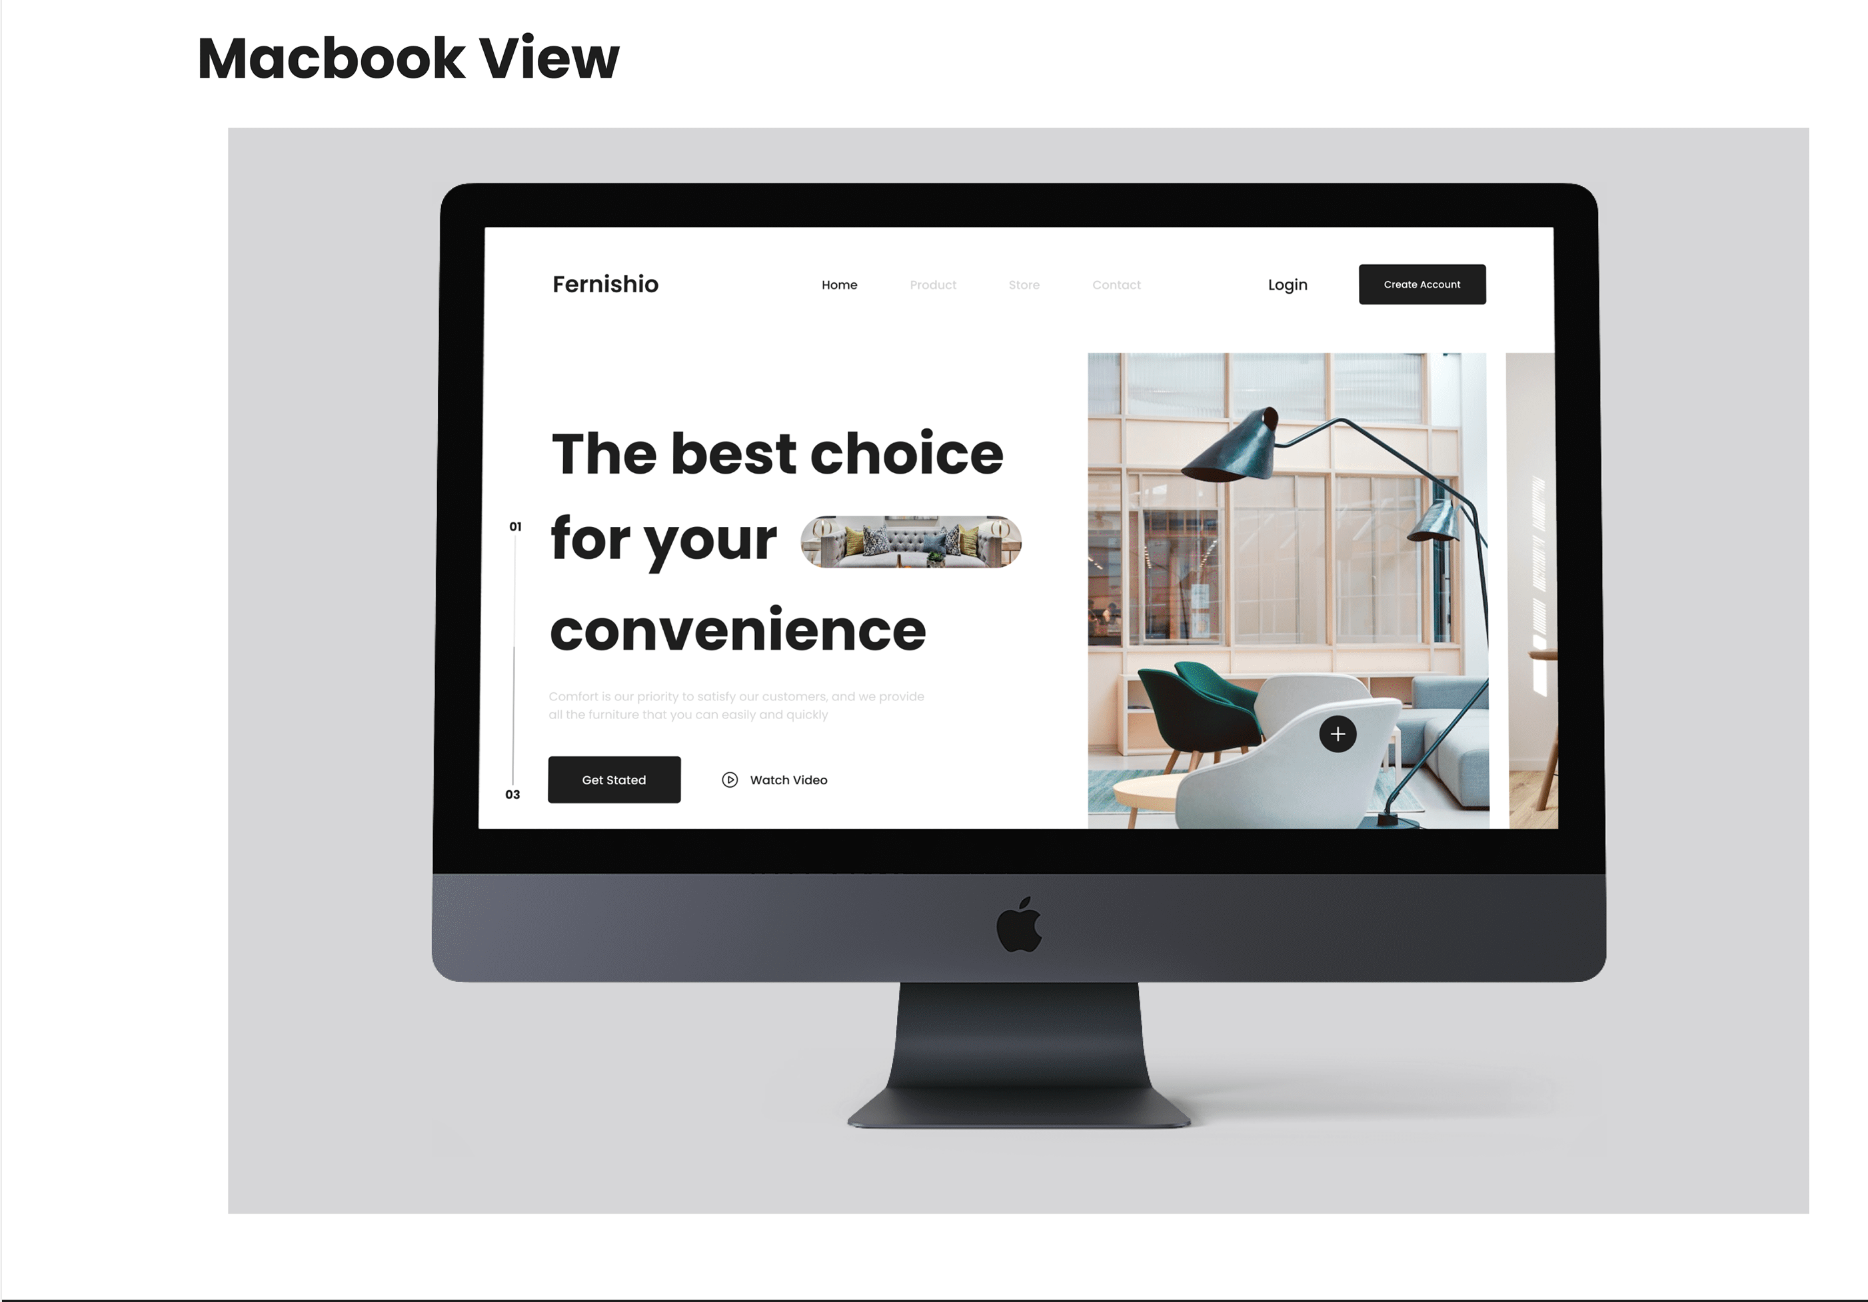 Macbook View
Fernishio
Home Product Store Contact
Login
Create Account
The best choice
for your
convenience
01
03
Comfort is our priority to satisfy our customers, and we provide
all the furniture that you can easily and quickly
Get Stated
Watch Video